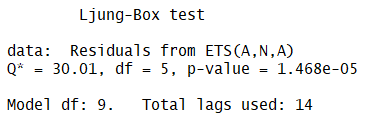 Ljung-Box test
data:  Residuals from ETS(A,N,A)
Q* = 30.01, df = 5, p-value = 1.468e-05
Model df: 9.   Total lags used: 14